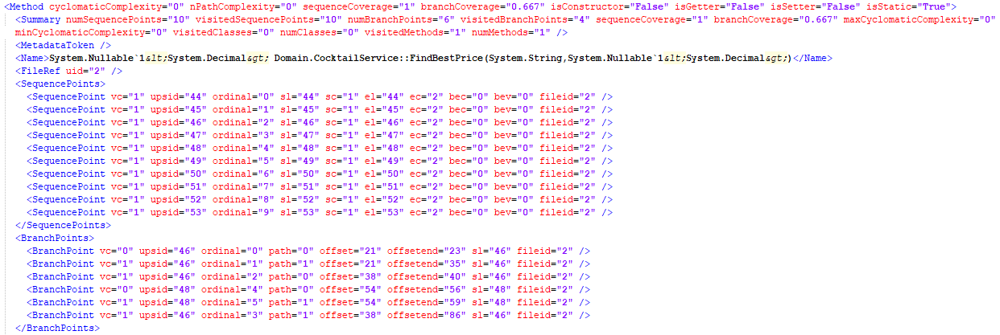 <Method cyclomaticComplexity="0" nPathComplexity="0" sequenceCoverage="1" branchCoverage="0.667" isConstructor="False" isGetter="False" isSetter="False" isStatic="True">
<Summary numSequencePoints="10" visitedSequencePoints="10" numBranchPoints="6" visitedBranchPoints="4" sequenceCoverage="1" branchCoverage="0.667" maxCyclomaticComplexity="0"
minCyclomaticComplexity="0" visitedClasses="0" numClasses="0" visitedMethods="1" numMethods="1" />
<MetadataToken />
<Name>System.Nullable`1&lt;System.Decimal&gt; Domain.CocktailService::FindBestPrice(System.String,System.Nullable`1&lt;System.Decimal&gt;)</Name>
<FileRef uid="2" />
<SequencePoints>
<SequencePoint vc="1" upsid="44" ordinal="0" sl="44" sc="1" el="44" ec="2" bec="0" bev="0" fileid="2" />
<SequencePoint vc="1" upsid="45" ordinal="1" sl="45" sc="1" el="45" ec="2" bec="0" bev="0" fileid="2" />
<SequencePoint vc="1" upsid="46" ordinal="2" sl="46" sc="1" el="46" ec="2" bec="0" bev="0" fileid="2" />
<SequencePoint vc="1" upsid="47" ordinal="3" sl="47" sc="1" el="47" ec="2" bec="0" bev="0" fileid="2" />
<SequencePoint vc="1" upsid="48" ordinal="4" sl="48" sc="1" el="48" ec="2" bec="0" bev="0" fileid="2" />
<SequencePoint vc="1" upsid="49" ordinal="5" sl="49" sc="1" el="49" ec="2" bec="0" bev="0" fileid="2" />
<SequencePoint vc="1" upsid="50" ordinal="6" sl="50" sc="1" el="50" ec="2" bec="0" bev="0" fileid="2" />
<SequencePoint vc="1" upsid="51" ordinal="7" sl="51" sc="1" el="51" ec="2" bec="0" bev="0" fileid="2" />
<SequencePoint vc="1" upsid="52" ordinal="8" sl="52" sc="1" el="52" ec="2" bec="0" bev="0" fileid="2" />
<SequencePoint vc="1" upsid="53" ordinal="9" sl="53" sc="1" el="53" ec="2" bec="0" bev="0" fileid="2" />
</SequencePoints>
<BranchPoints>
<BranchPoint vc="0" upsid="46" ordinal="0" path="0" offset="21" offsetend="23" sl="46" fileid="2" />
<BranchPoint vc="1" upsid="46" ordinal="1" path="1" offset="21" offsetend="35" sl="46" fileid="2" />
<BranchPoint vc="1" upsid="46" ordinal="2" path="0" offset="38" offsetend="40" sl="46" fileid="2" />
<BranchPoint vc="0" upsid="48" ordinal="4" path="0" offset="54" offsetend="56" sl="48" fileid="2" />
<BranchPoint vc="1" upsid="48" ordinal="5" path="1" offset="54" offsetend="59" sl="48" fileid="2" />
<BranchPoint vc="1" upsid="46" ordinal="3" path="1" offset="38" offsetend="86" sl="46" fileid="2" />
</BranchPoints>